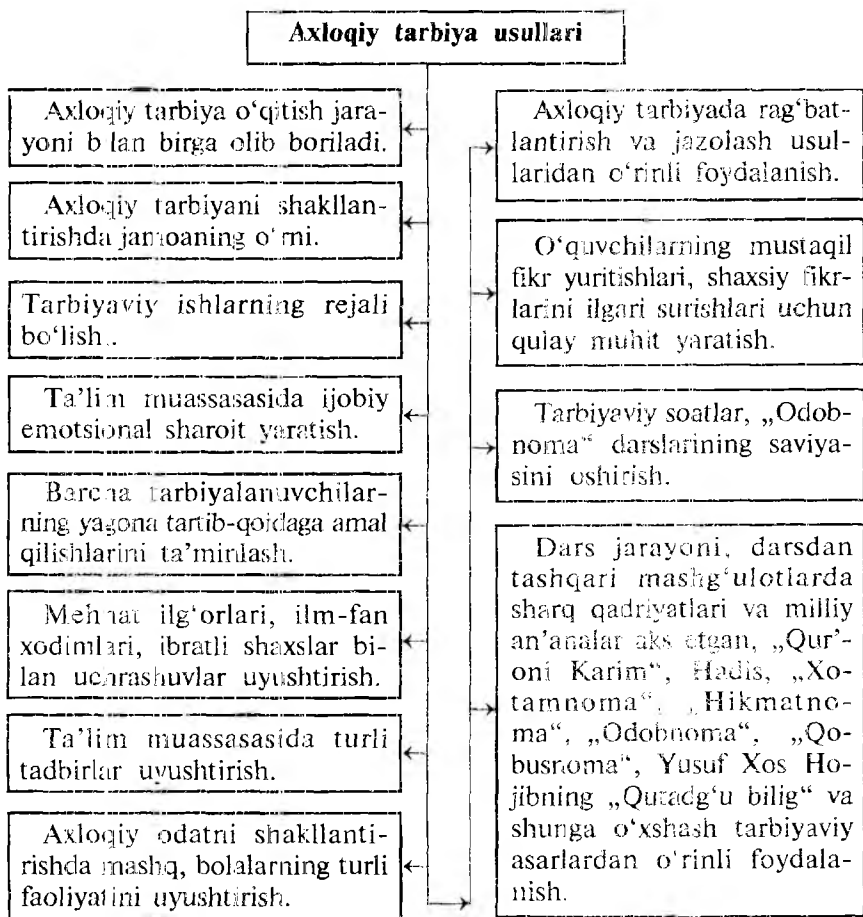 Axloqiy tarbiya usullari
Axloqiy tarbiya o‘qitish jara-
yoni bilan birga olib boriladi.
Axloqiy tarbiyani shakllan-
tirishda jamoaning o‘rni.
Tarbiyaviy ishlarning rejali
bo‘lish..
Ta’lim muassasasida ijobiy
emotsional sharoit yaratish.
Barcha tarbiyalanuvchilar-
ning yagona tartib-qoidaga amal
qilishlarini ta’minlash.
Mehnat ilg‘orlari, ilm-fan
xodimlari, ibratli shaxslar bi-
lan uchrashuvlar uyushtirish.
Ta’lim muassasasida turli
tadbirlar uyushtirish.
Axloqiy odatni shakllanti-
rishda mashq, bolalarning turli
faoliyatini uyushtirish.
Axloqiy tarbiyada rag‘bat-
lantirish va jazolash usul-
laridan o‘rinli foydalanish.
O‘quvchilarning mustaqil
fikr yuritishlari, shaxsiy fikr-
larini ilgari surishlari uchun
qulay muhit yaratish.
Tarbiyaviy soatlar, „Odob-
noma“ darslarining saviya-
sini oshirish.
Dars jarayoni, darsdan
tashqari mashg‘ulotlarda
sharq qadriyatlari va milliy
an’analar aks etgan, „Qur’-
oni Karim“, Hadis, „Xo-
tamnoma“, „Hikmatno-
ma“, „Odobnoma“, „Qo-
busnoma“, Yusuf Xos Ho-
jibning „Qutadg‘u bilig“ va
shunga o‘xshash tarbiyaviy
asarlardan o‘rinli foydala-
nish.